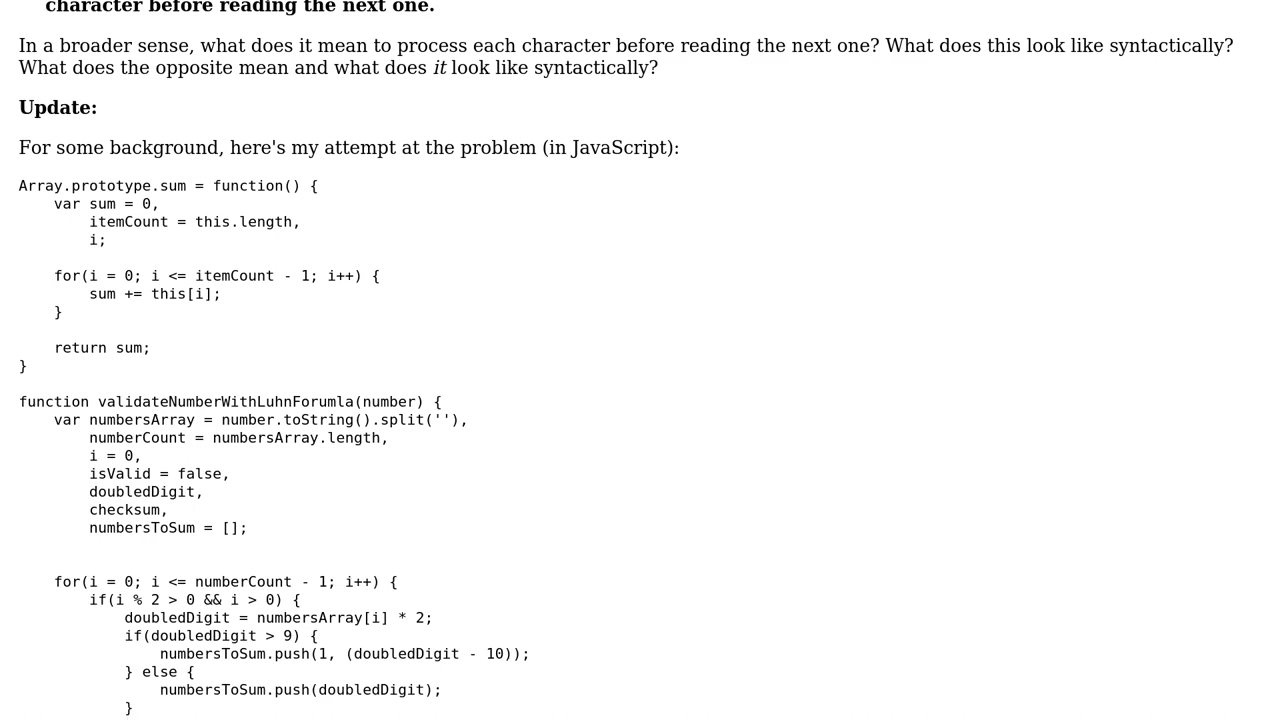 character before reading the next one.
In a broader sense, what does it mean to process each character before reading the next one? What does this look like syntactically?
What does the opposite mean and what does it look like syntactically?
Update:
For some background, here's my attempt at the problem (in JavaScript):
Array.prototype.sum = function() {
    var sum = 0,
        itemCount = this.length,
        i;
    for(i = 0; i <= itemCount - 1; i++) {
        sum += this[i];
    }
    return sum;
}
function validateNumberWithLuhnForumla(number) {
    var numbersArray = number.toString().split(''),
        numberCount = numbersArray.length,
        i = 0,
        isValid = false,
        doubledDigit,
        checksum,
        numbersToSum = [];
    for(i = 0; i <= numberCount - 1; i++) {
        if(i % 2 > 0 && i > 0) {
            doubledDigit = numbersArray[i] * 2;
            if(doubledDigit > 9) {
                numbersToSum.push(1, (doubledDigit - 10));
            } else {
                numbersToSum.push(doubledDigit);
            }